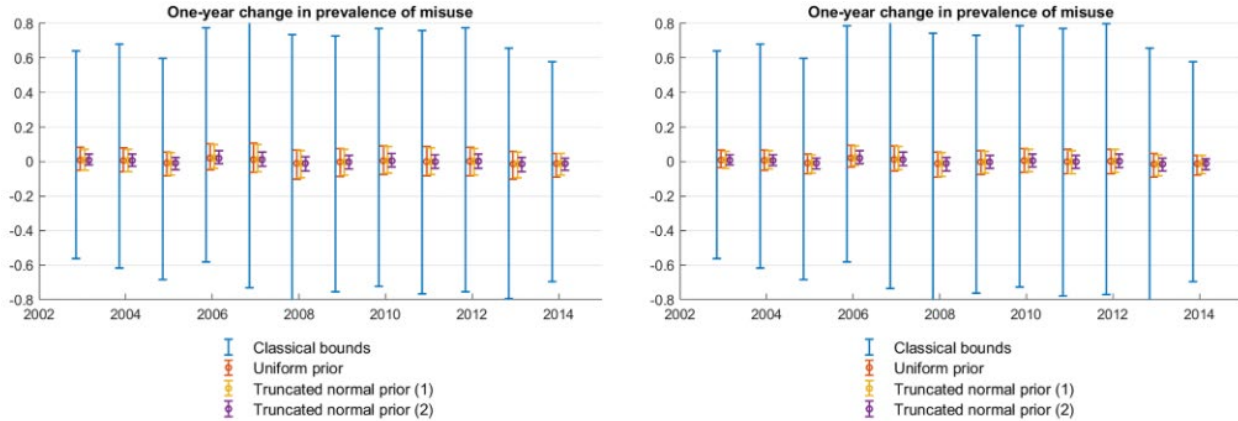 One-year change in prevalence of misuse
0.8
0.6
0.4
0.2
0
-0.2
-0.4
-0.6
-0.8
2002 2004 2006 2008 2010 2012 2014
Classical bounds
Uniform prior
Truncated normal prior (1)
Truncated normal prior (2)
One-year change in prevalence of misuse
0.8
0.6
0.4
0.2
0
-0.2
-0.4
-0.6
-0.8
2002 2004 2006 2008 2010 2012 2014
Classical bounds
Uniform prior
Truncated normal prior (1)
Truncated normal prior (2)